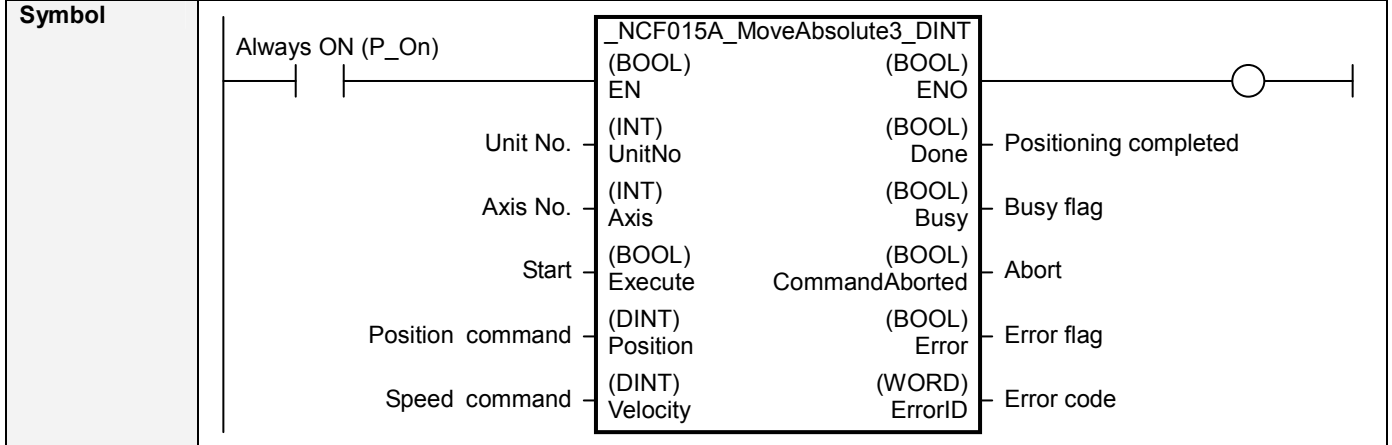 Symbol
Always ON (P_On)
_NCF015A_MoveAbsolute3_DINT
(BOOL) (BOOL)
EN ENO
Unit No. (INT) UnitNo (BOOL) Done Positioning completed
Axis No. (INT) Axis (BOOL) Busy Busy flag
Start (BOOL) Execute (BOOL) CommandAborted Abort
Position command (DINT) Position (BOOL) Error Error flag
Speed command (DINT) Velocity (WORD) ErrorID Error code